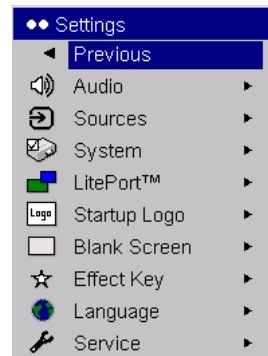 Settings
Previous
Audio
Sources
System
LitePort™
Logo Startup Logo
Blank Screen
Effect Key
Language
Service